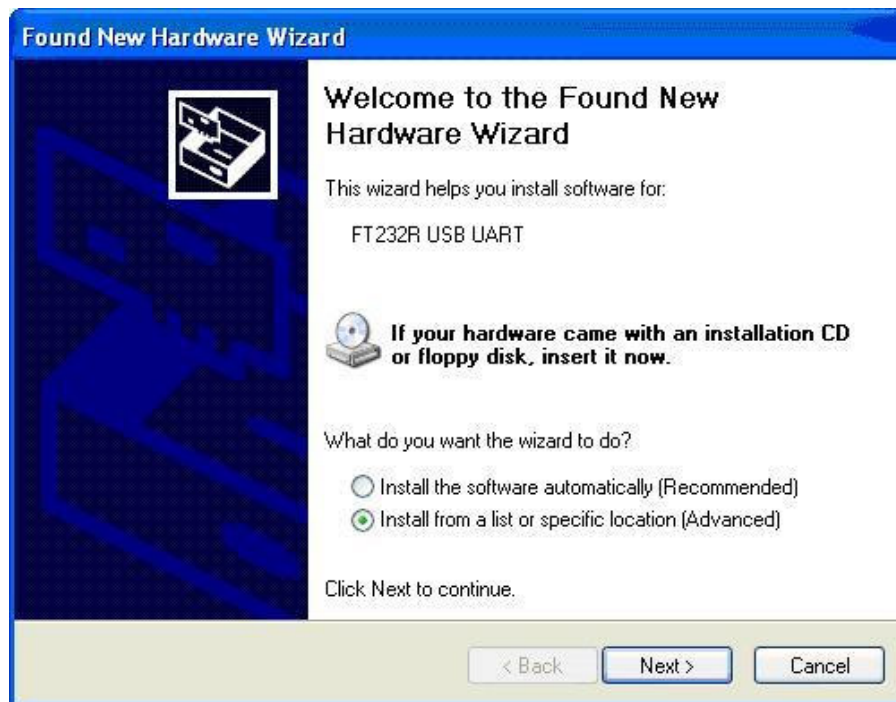 Found New Hardware Wizard
Welcome to the Found New
Hardware Wizard
This wizard helps you install software for:
FT232R USB UART
If your hardware came with an installation CD
or floppy disk, insert it now.
What do you want the wizard to do?
Install the software automatically (Recommended)
Install from a list or specific location (Advanced)
Click Next to continue.
< Back Next > Cancel